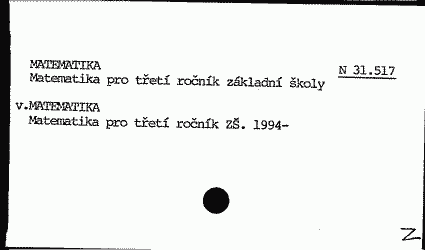 MATEMATIKA
Matematika pro třetí ročník základní školy
N 31.517
v.MATEMATIKA
Matematika pro třetí ročník ZŠ. 1994-
Z